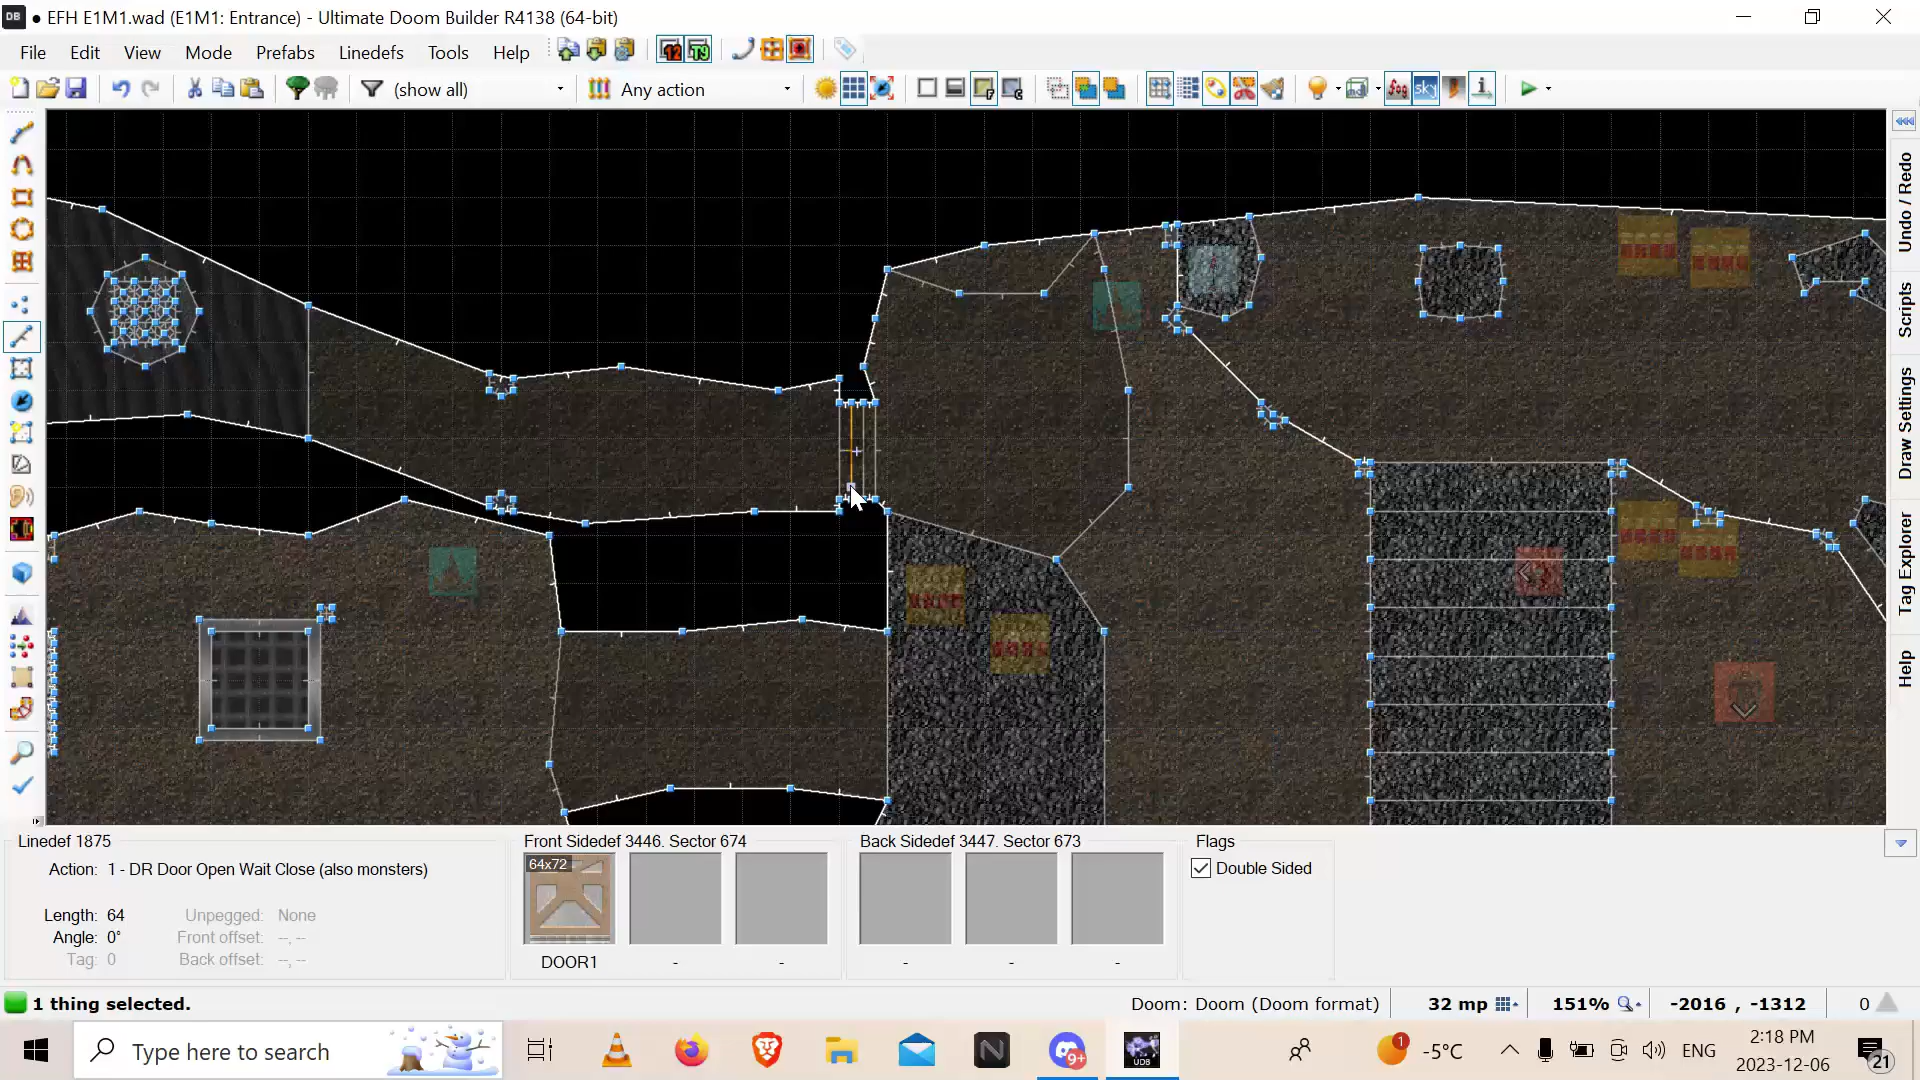 DB ● EFH E1M1.wad (E1M1: Entrance) - Ultimate Doom Builder R4138 (64-bit)
File Edit View Mode Prefabs Linedefs Tools Help
(show all) Any action
Undo / Redo
Scripts
Draw Settings
Tag Explorer
Help
Linedef 1875
Action: 1 - DR Door Open Wait Close (also monsters)
Length: 64 Unpegged: None
Angle: 0° Front offset: --, --
Tag: 0 Back offset: --, --
Front Sidedef 3446. Sector 674
64x72
DOOR1 - -
Back Sidedef 3447. Sector 673
- - -
Flags
Double Sided
1 thing selected.
Doom: Doom (Doom format) 32 mp 151% -2016 , -1312 0
Type here to search
N 9+ UDB 1 -5°C ENG
2:18 PM
2023-12-06
21